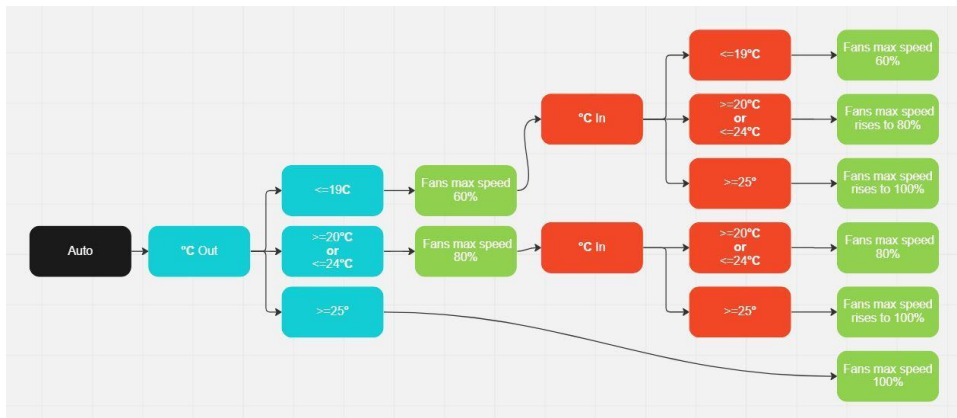 Auto
°C Out
<=19C
Fans max speed
60%
>=20°C
or
<=24°C
Fans max speed
80%
>=25°
°C In
<=19°C
Fans max speed
60%
>=20°C
or
<=24°C
Fans max speed
rises to 80%
>=25°
Fans max speed
rises to 100%
°C In
>=20°C
or
<=24°C
Fans max speed
80%
>=25°
Fans max speed
rises to 100%
Fans max speed
100%